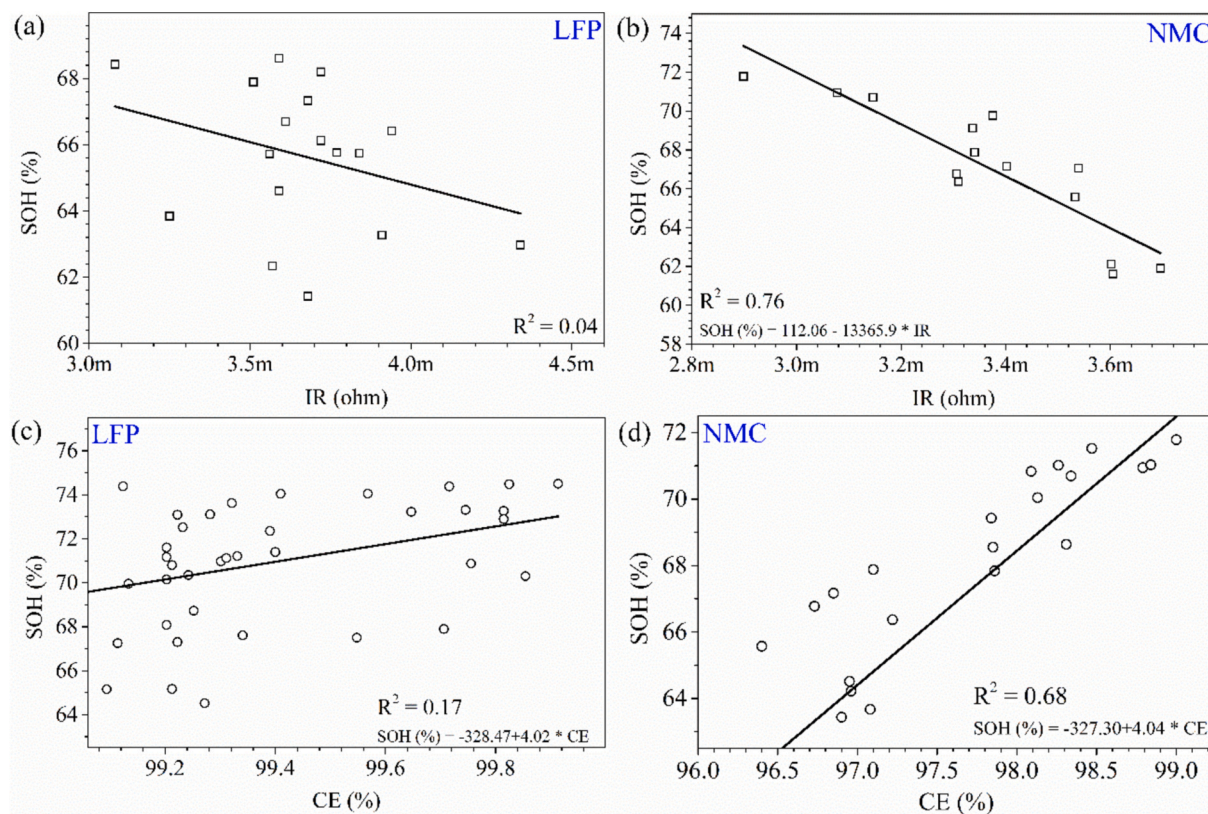 (a)
LFP
SOH (%)
68
66
64
62
60
3.0m 3.5m 4.0m 4.5m
IR (ohm)
R² = 0.04
(b)
NMC
SOH (%)
74
72
70
68
66
64
62
60
58
2.8m 3.0m 3.2m 3.4m 3.6m
IR (ohm)
R² = 0.76
SOH (%) = 112.06 - 13365.9 * IR
(c)
LFP
SOH (%)
76
74
72
70
68
66
64
99.2 99.4 99.6 99.8
CE (%)
R² = 0.17
SOH (%) = -328.47+4.02 * CE
(d)
NMC
SOH (%)
72
70
68
66
64
96.0 96.5 97.0 97.5 98.0 98.5 99.0
CE (%)
R² = 0.68
SOH (%) = -327.30+4.04 * CE